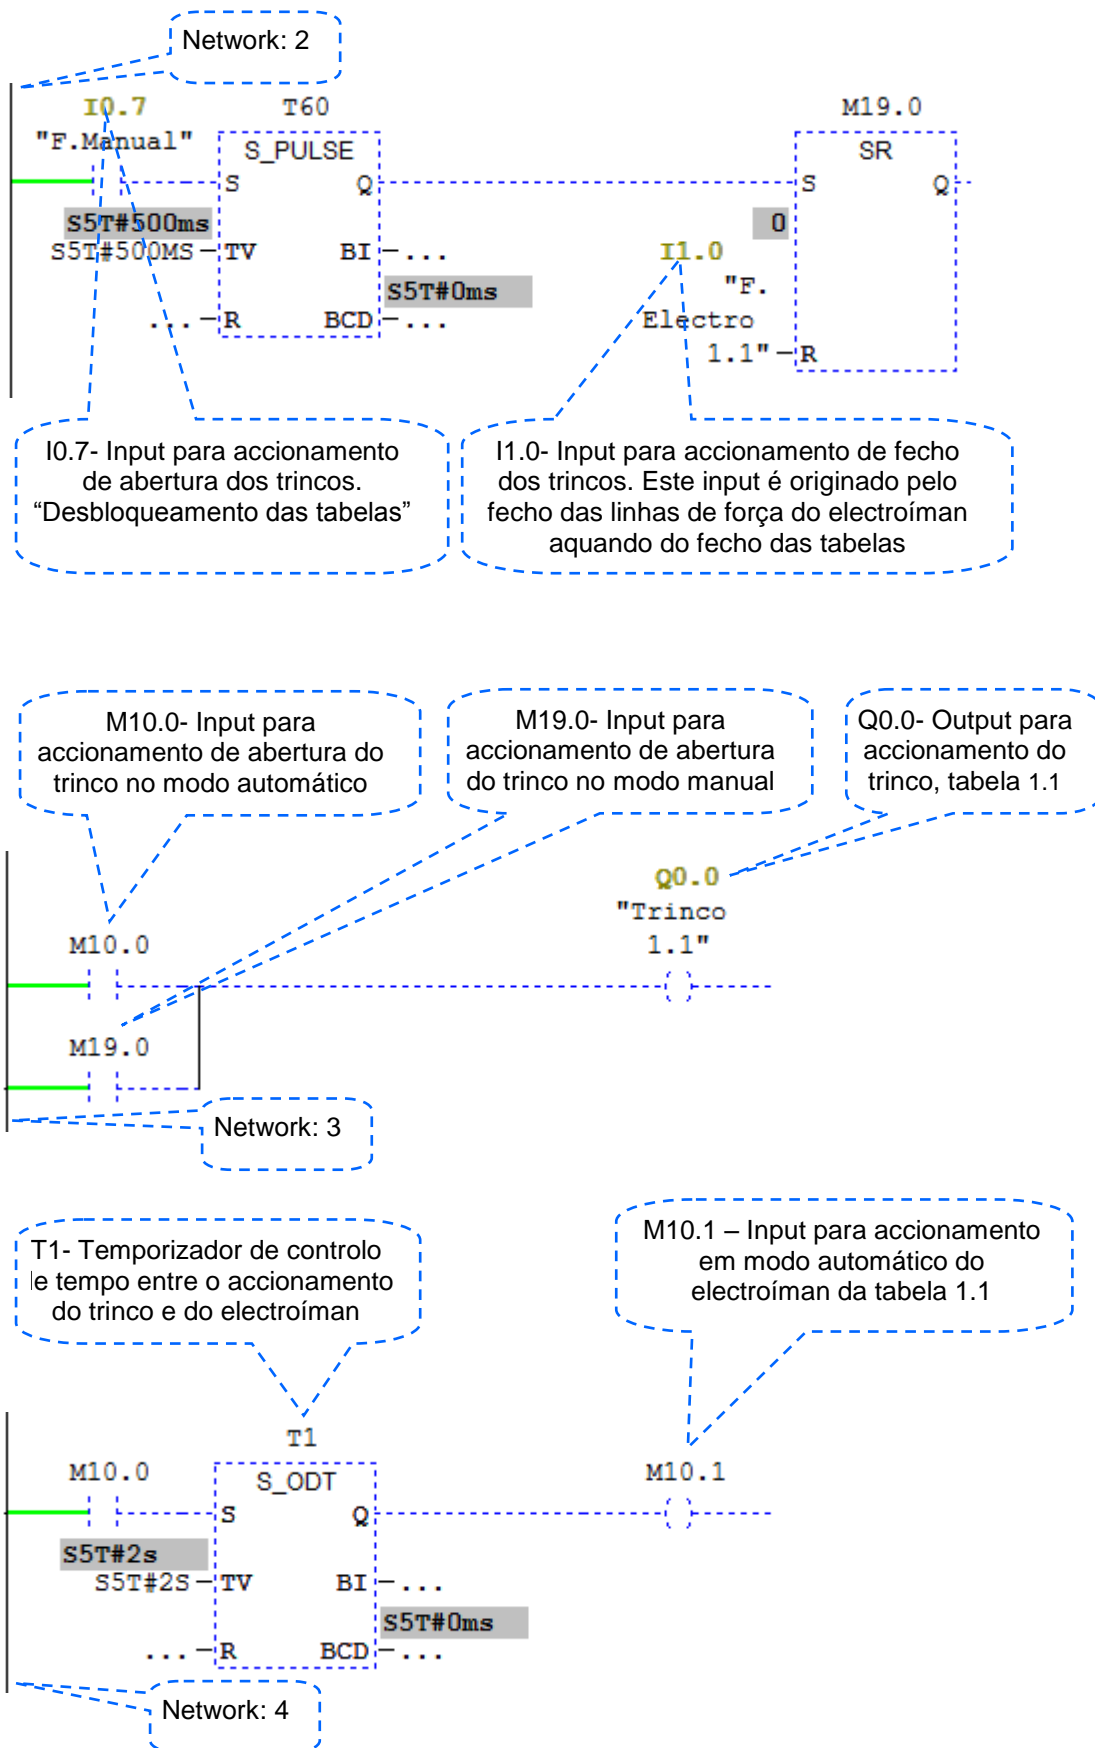 Network: 2
I0.7
T60
M19.0
"F.Manual"
S_PULSE
SR
S
Q
S
Q
S5T#500ms
0
S5T#500MS
TV
BI
...
I1.0
S5T#0ms
"F.
...
R
BCD
...
Electro
1.1"
R
I0.7- Input para accionamento
de abertura dos trincos.
“Desbloqueamento das tabelas”
I1.0- Input para accionamento de fecho
dos trincos. Este input é originado pelo
fecho das linhas de força do electroíman
aquando do fecho das tabelas
M10.0- Input para
accionamento de abertura do
trinco no modo automático
M19.0- Input para
accionamento de abertura
do trinco no modo manual
Q0.0- Output para
accionamento do
trinco, tabela 1.1
Q0.0
"Trinco
1.1"
M10.0
M19.0
Network: 3
T1- Temporizador de controlo
e tempo entre o accionamento
do trinco e do electroíman
M10.1 – Input para accionamento
em modo automático do
electroíman da tabela 1.1
T1
M10.0
S_ODT
M10.1
S
Q
S5T#2s
S5T#2S
TV
BI
...
S5T#0ms
...
R
BCD
...
Network: 4